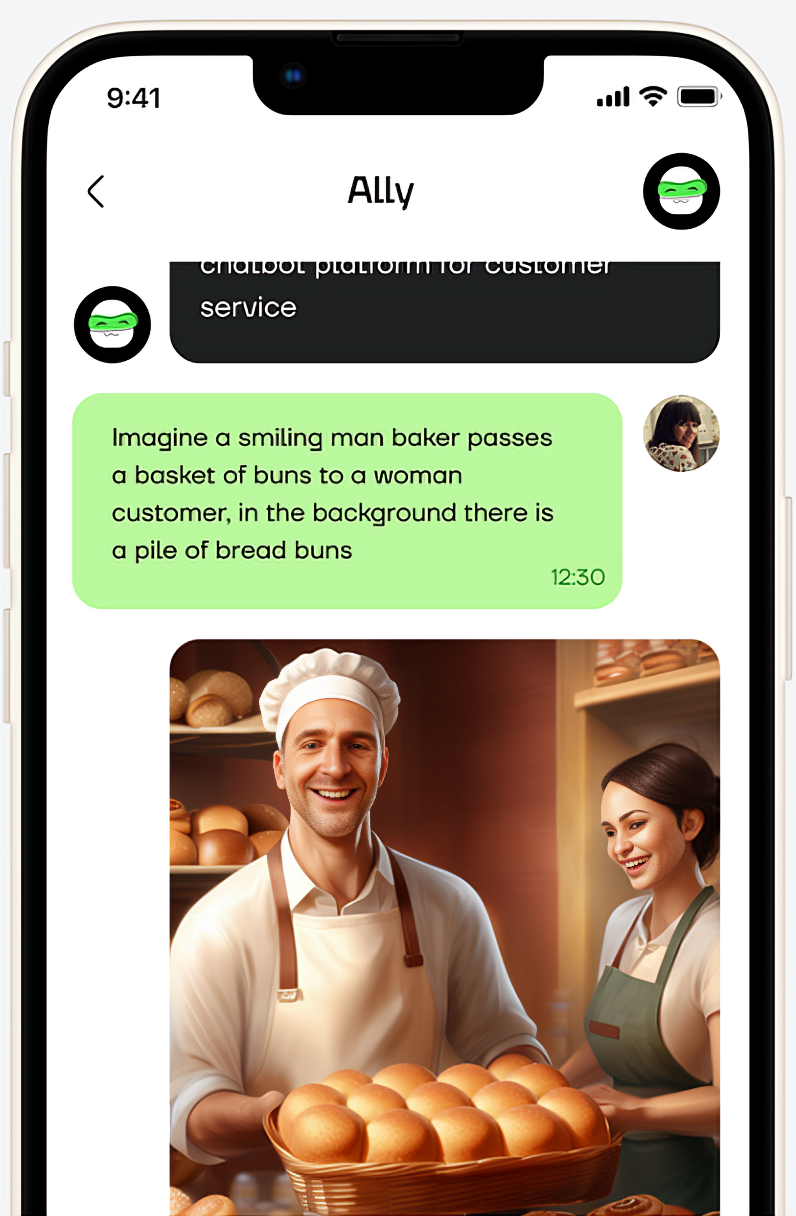 9:41
Ally
chatbot platform for customer
service
Imagine a smiling man baker passes
a basket of buns to a woman
customer, in the background there is
a pile of bread buns
12:30